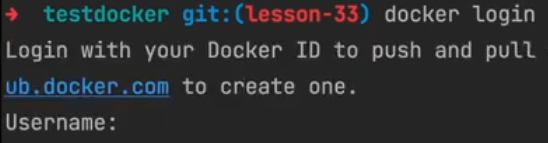 ➜ testdocker git:(lesson-33) docker login
Login with your Docker ID to push and pull
ub.docker.com to create one.
Username: